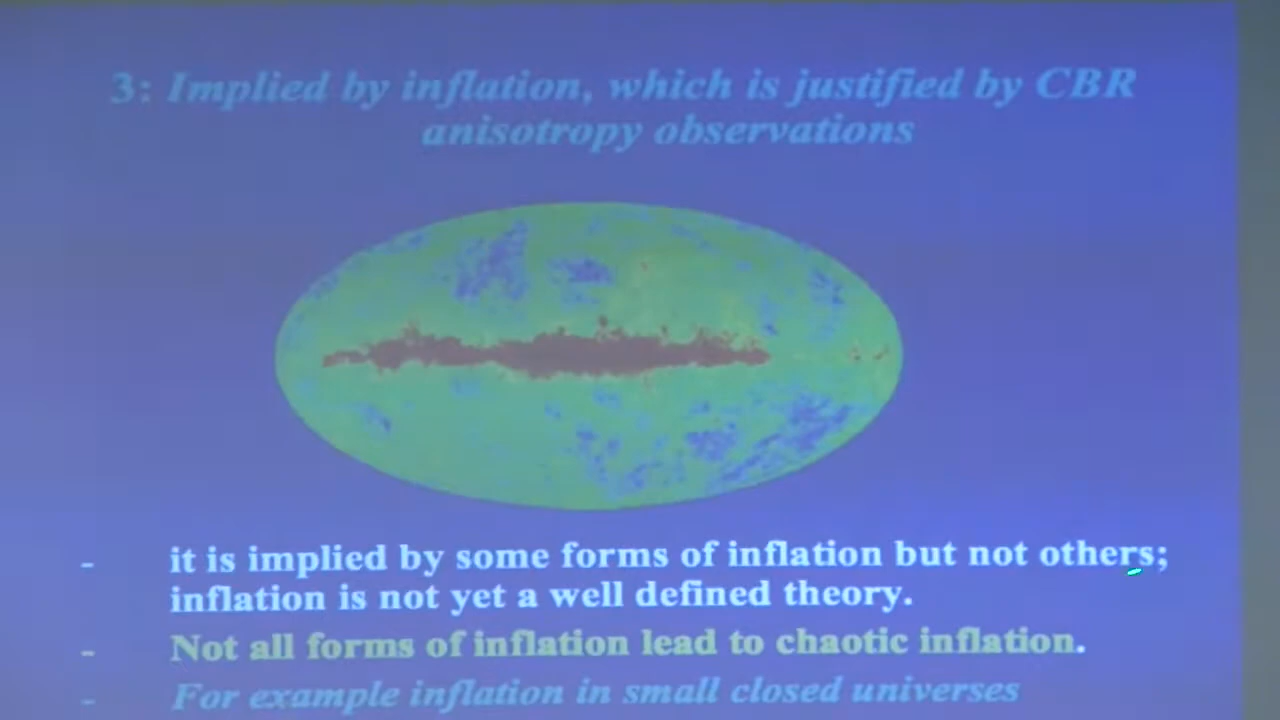 3: Implied by inflation, which is justified by CBR
anisotropy observations
- it is implied by some forms of inflation but not others;
inflation is not yet a well defined theory.
- Not all forms of inflation lead to chaotic inflation.
- For example inflation in small closed universes